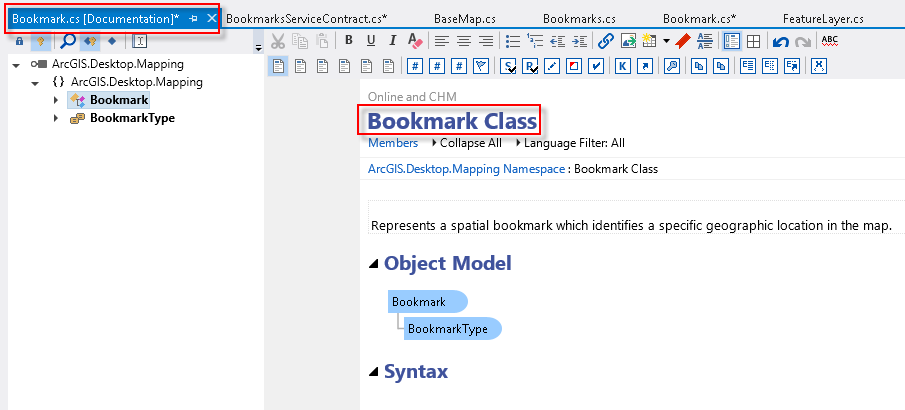 Bookmark.cs [Documentation]*
BookmarksServiceContract.cs*
BaseMap.cs
Bookmarks.cs
Bookmark.cs*
FeatureLayer.cs
B I U A
ABC
# # #
S R K
ArcGIS.Desktop.Mapping
{ } ArcGIS.Desktop.Mapping
Bookmark
BookmarkType
Online and CHM
Bookmark Class
Members Collapse All Language Filter: All
ArcGIS.Desktop.Mapping Namespace : Bookmark Class
Represents a spatial bookmark which identifies a specific geographic location in the map.
Object Model
Bookmark
BookmarkType
Syntax